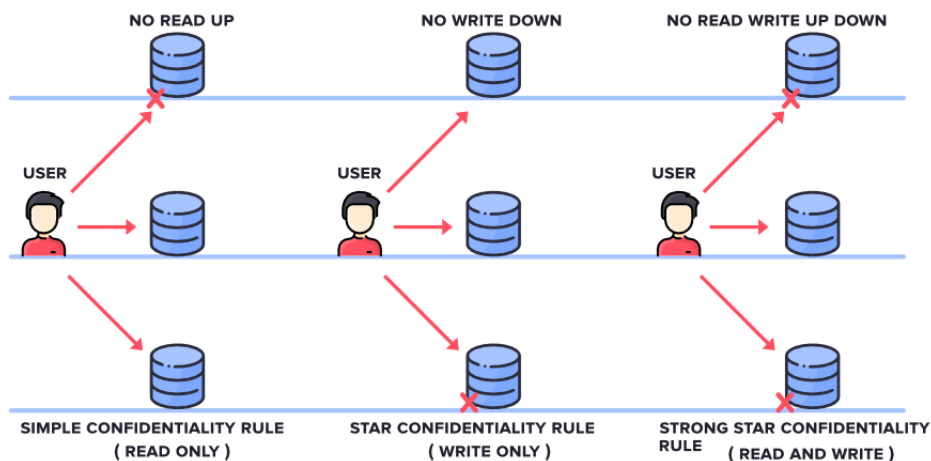 NO READ UP
NO WRITE DOWN
NO READ WRITE UP DOWN
USER
USER
USER
SIMPLE CONFIDENTIALITY RULE
( READ ONLY )
STAR CONFIDENTIALITY RULE
( WRITE ONLY )
STRONG STAR CONFIDENTIALITY
RULE
( READ AND WRITE )